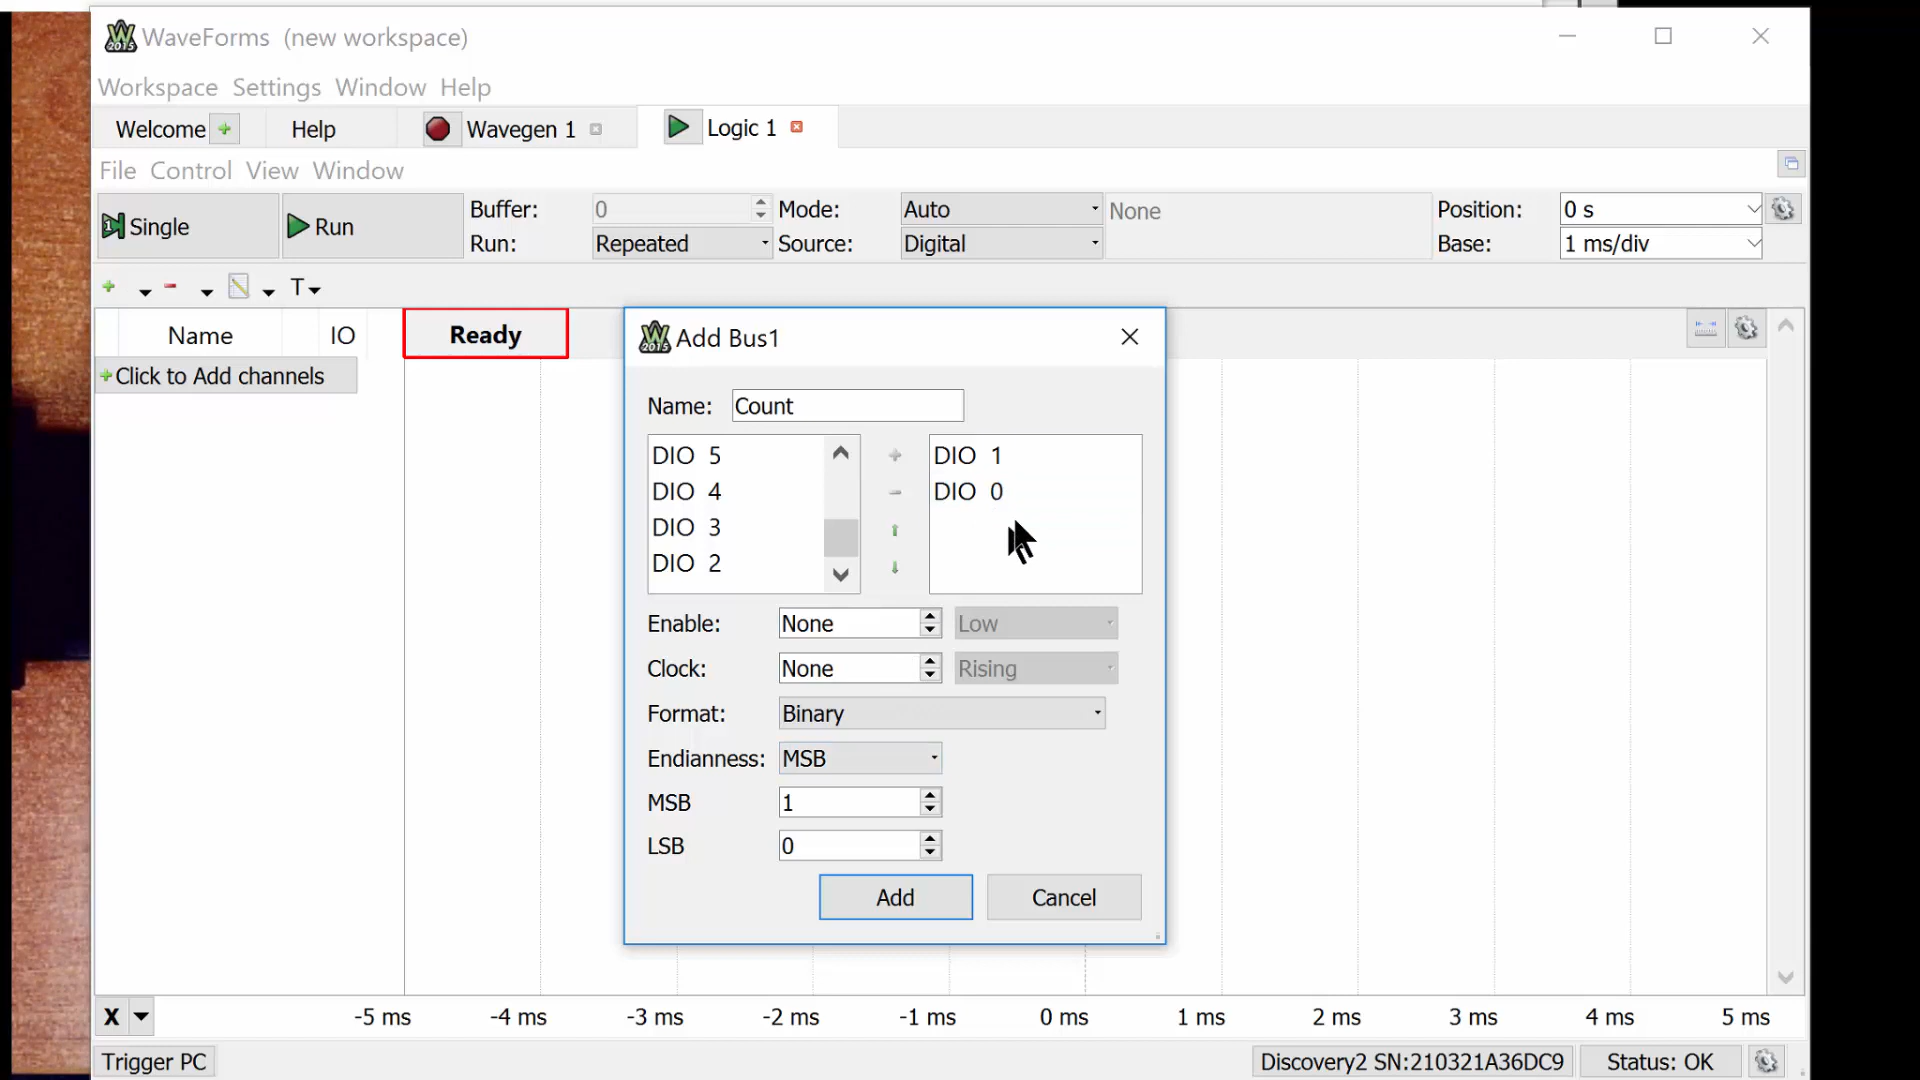 WaveForms (new workspace)
Workspace Settings Window Help
Welcome Help Wavegen 1 Logic 1
File Control View Window
Single Run Buffer: 0 Mode: Auto None Position: 0 s
Run: Repeated Source: Digital Base: 1 ms/div
T
Name IO Ready
Click to Add channels
W 2015 Add Bus1
Name: Count
DIO 5 DIO 1
DIO 4 DIO 0
DIO 3
DIO 2
Enable: None Low
Clock: None Rising
Format: Binary
Endianness: MSB
MSB 1
LSB 0
Add Cancel
X -5 ms -4 ms -3 ms -2 ms -1 ms 0 ms 1 ms 2 ms 3 ms 4 ms 5 ms
Trigger PC Discovery2 SN:210321A36DC9 Status: OK